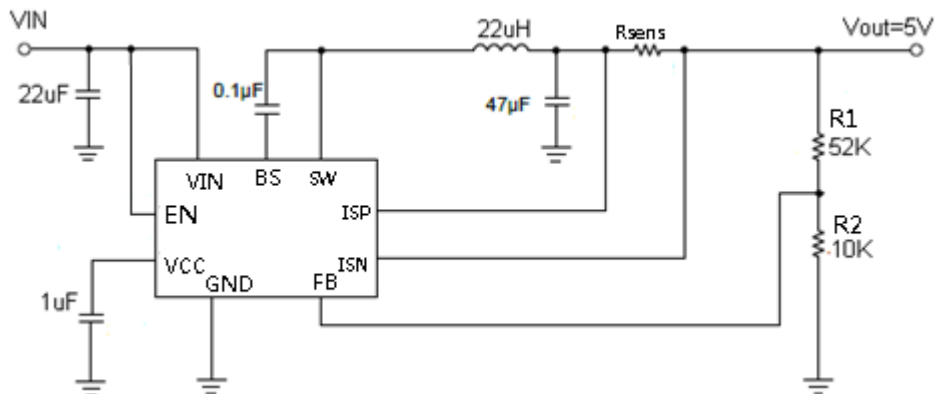 VIN
22uF
0.1µF
22uH
47µF
Rsens
Vout=5V
R1
52K
R2
10K
VIN
BS
SW
EN
ISP
VCC
ISN
GND
FB
1uF